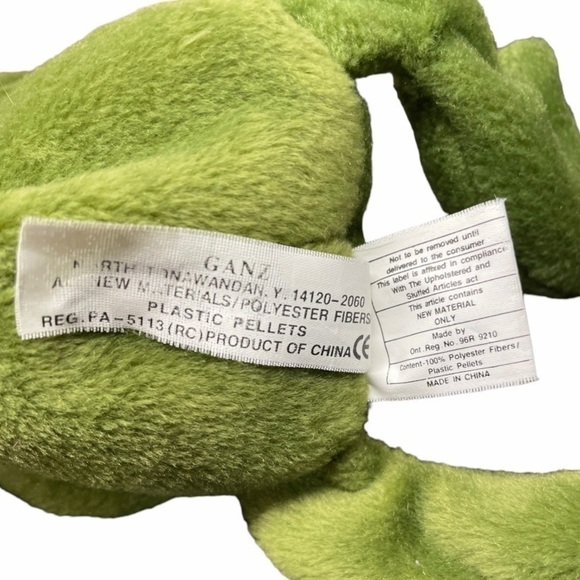 GANZ
NORTH TONAWANDA N.Y. 14120-2060
ALL NEW MATERIALS/POLYESTER FIBERS
PLASTIC PELLETS
REG.PA-5113(RC)PRODUCT OF CHINA CE
Not to be removed until
delivered to the consumer
This label is affixed in compliance
With The Upholstered and
Stuffed Articles act
This article contains
NEW MATERIAL
ONLY
Made by
Ont Reg No. 96R 9210
Content-100% Polyester Fibers/
Plastic Pellets
MADE IN CHINA